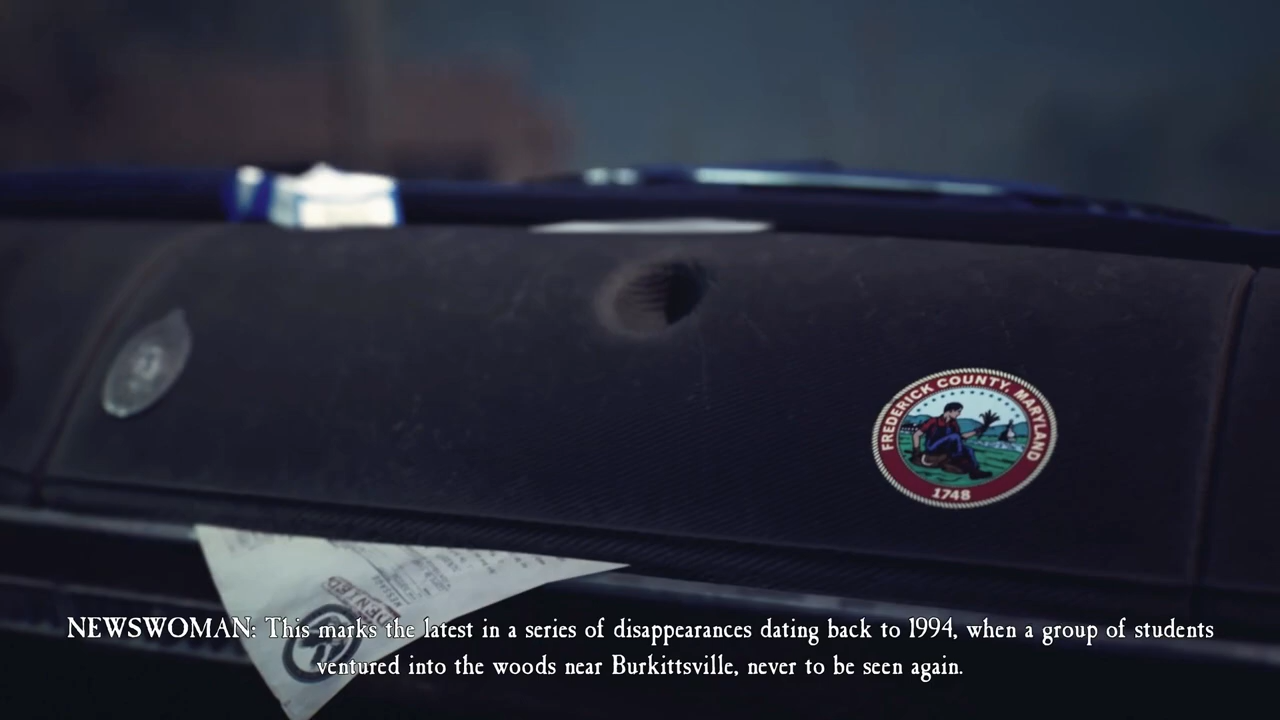 FREDERICK COUNTY, MARYLAND
1748
DENIED
NEWSWOMAN: This marks the latest in a series of disappearances dating back to 1994, when a group of students
ventured into the woods near Burkittsville, never to be seen again.